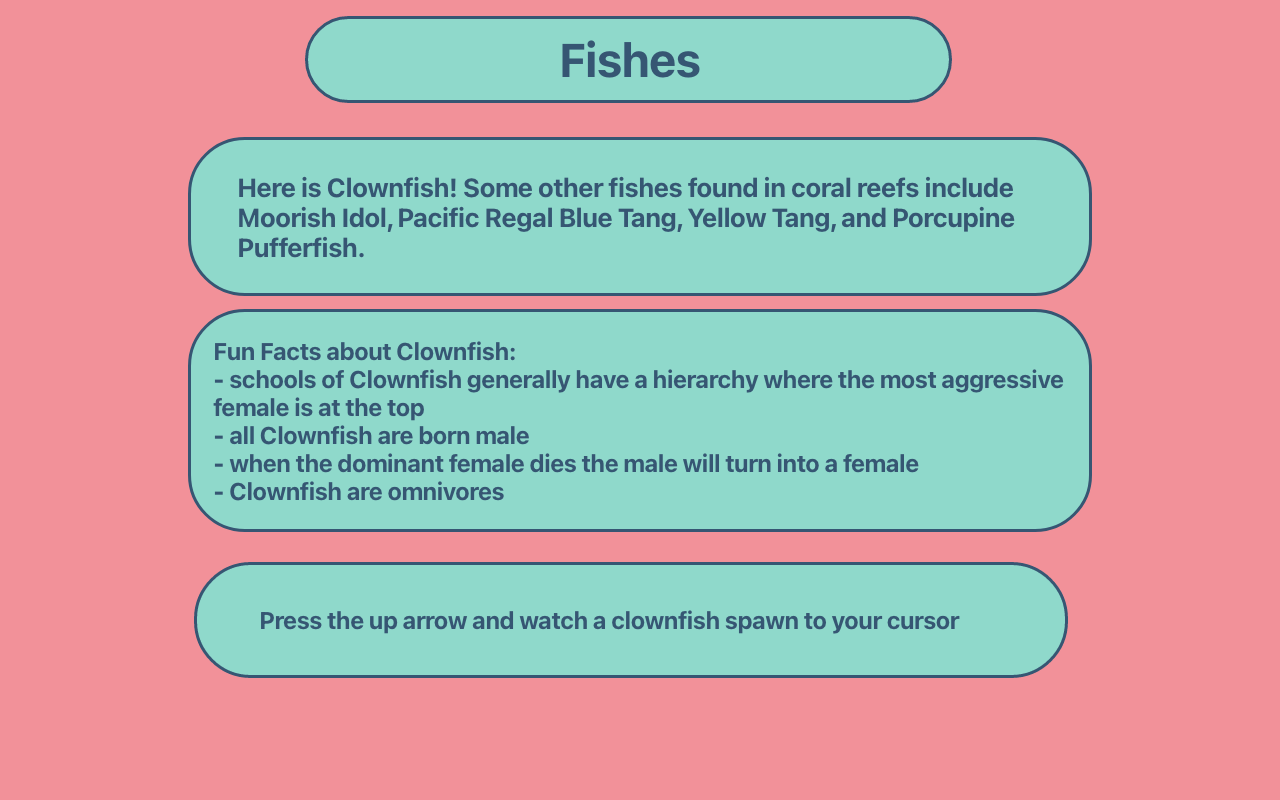 Fishes
Here is Clownfish! Some other fishes found in coral reefs include
Moorish Idol, Pacific Regal Blue Tang, Yellow Tang, and Porcupine
Pufferfish.
Fun Facts about Clownfish:
- schools of Clownfish generally have a hierarchy where the most aggressive
female is at the top
- all Clownfish are born male
- when the dominant female dies the male will turn into a female
- Clownfish are omnivores
Press the up arrow and watch a clownfish spawn to your cursor